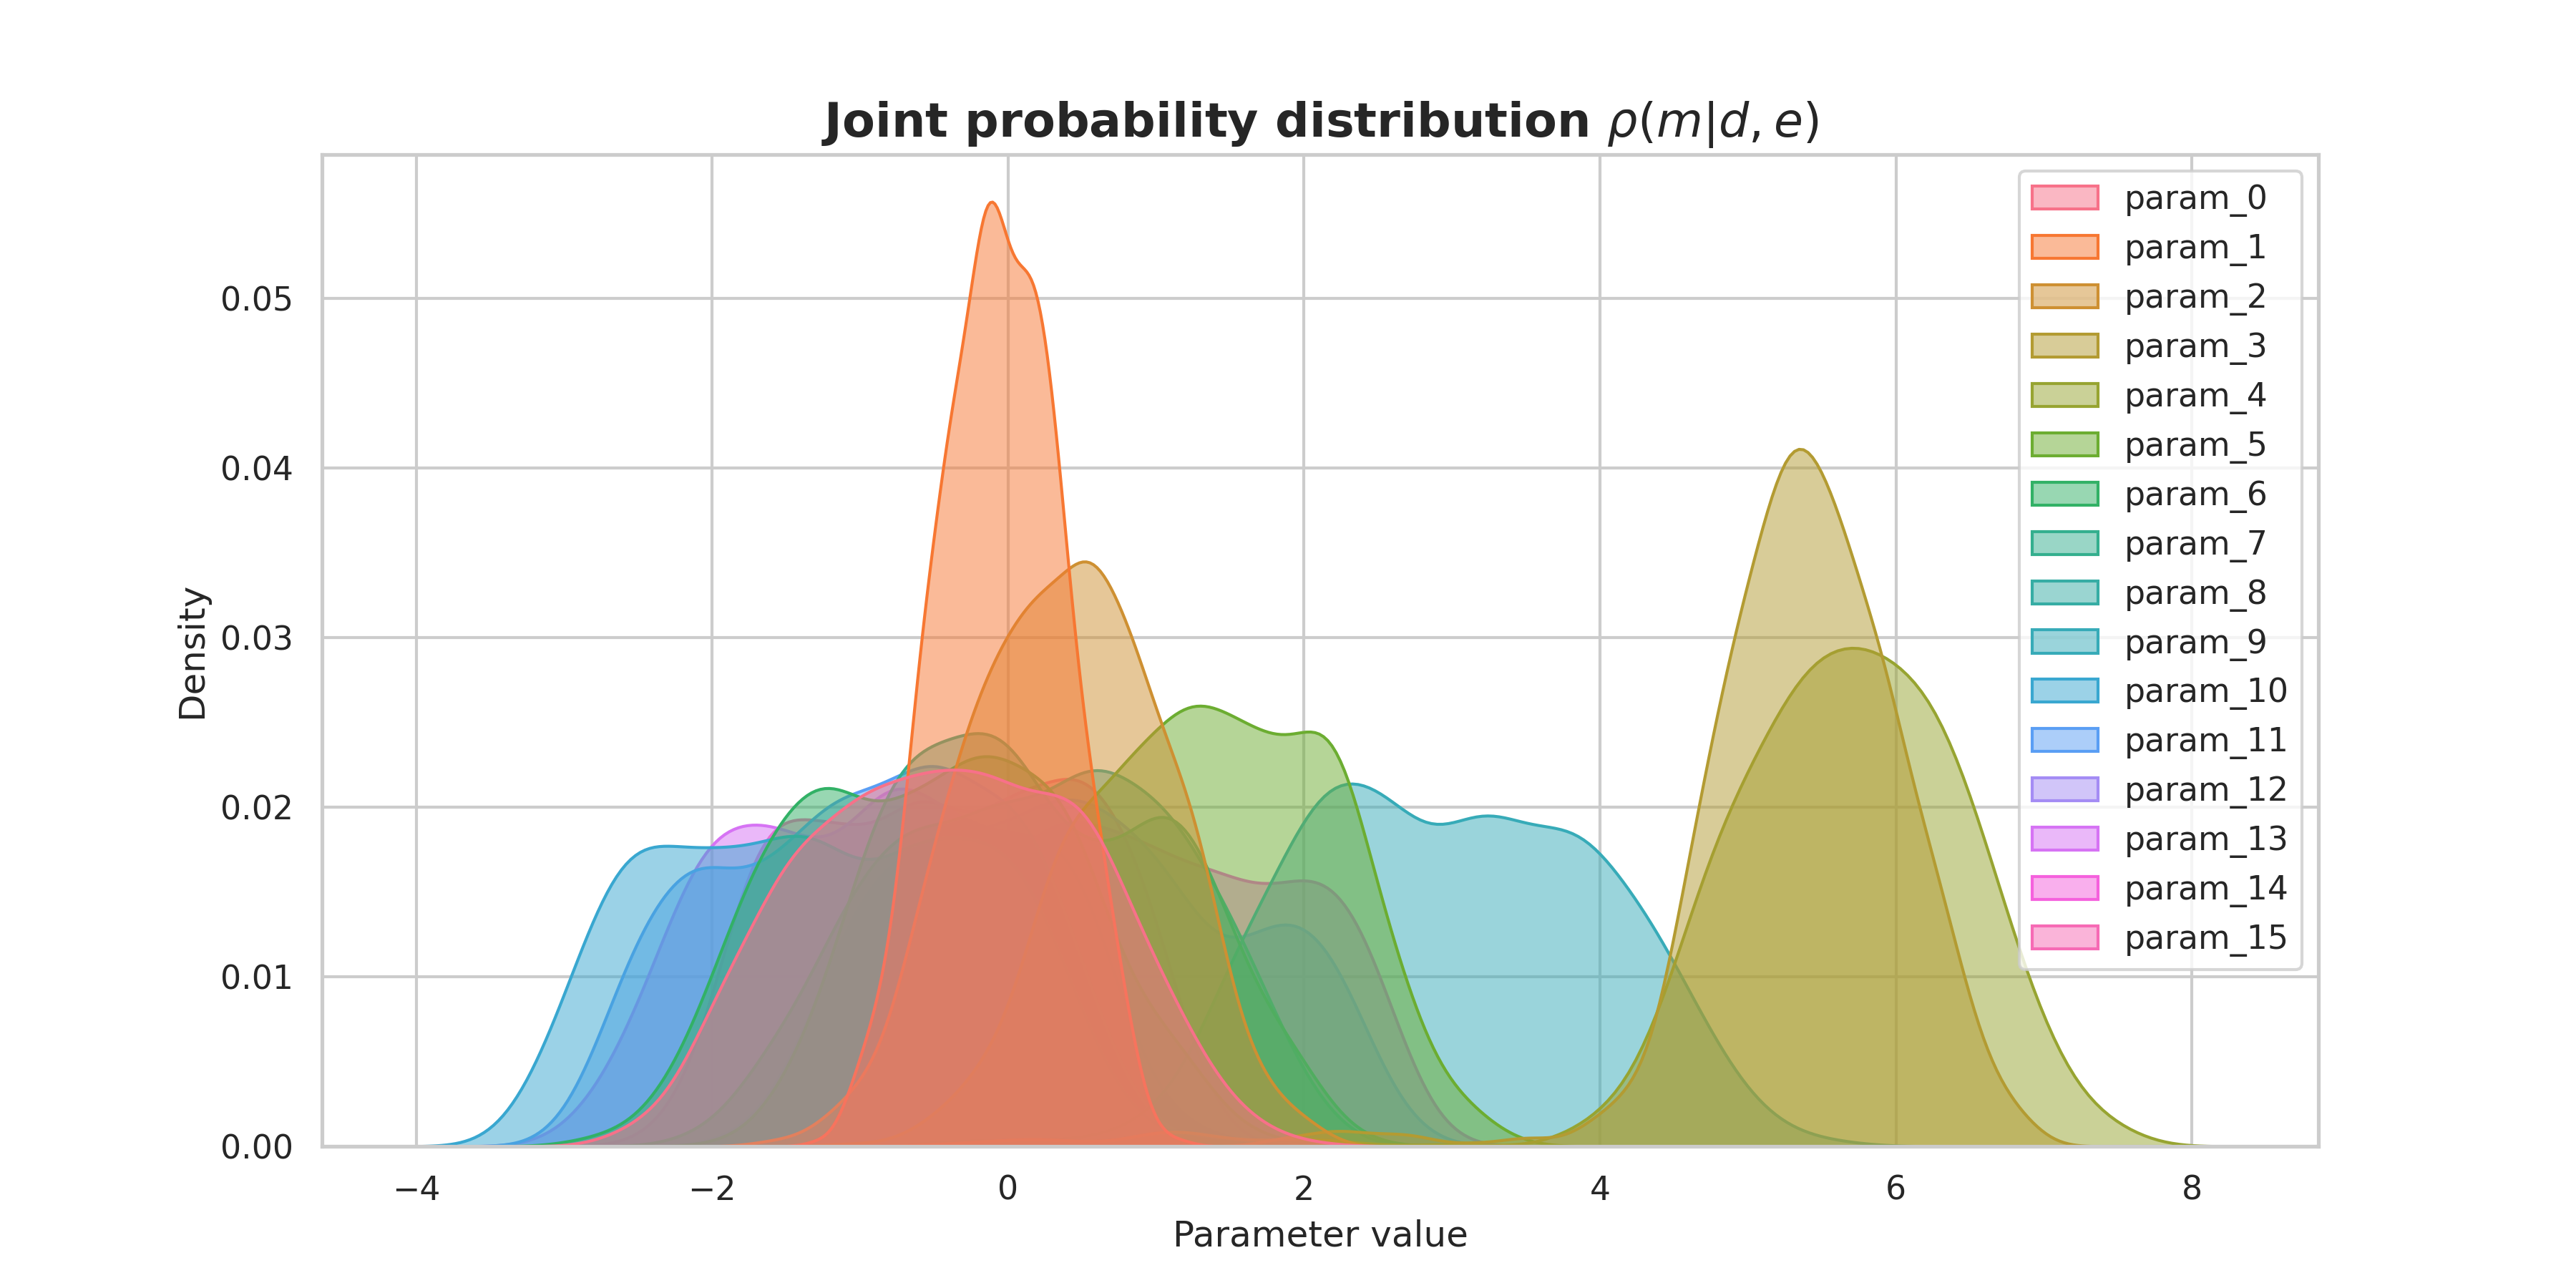 Joint probability distribution ρ(m|d, e)
param_0
param_1
param_2
param_3
param_4
param_5
param_6
param_7
param_8
param_9
param_10
param_11
param_12
param_13
param_14
param_15
Density
0.05
0.04
0.03
0.02
0.01
0.00
−4 −2 0 2 4 6 8
Parameter value